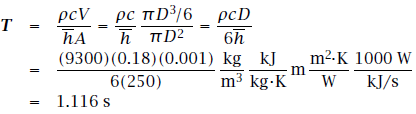 T = ρcV/h̄A = ρc/h̄ πD³/6/πD² = ρcD/6h̄
= (9300)(0.18)(0.001)/6(250) kg/m³ kJ/kg·K m m²·K/W 1000 W/kJ/s
= 1.116 s